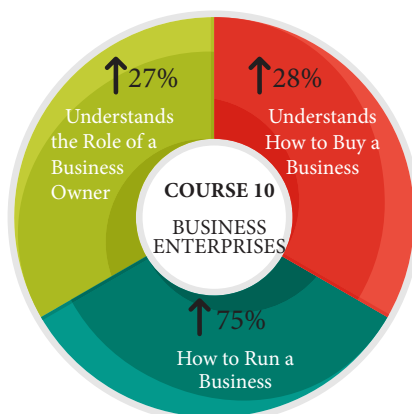 ↑27%
Understands
the Role of a
Business
Owner
↑28%
Understands
How to Buy a
Business
COURSE 10
BUSINESS
ENTERPRISES
↑75%
How to Run a
Business